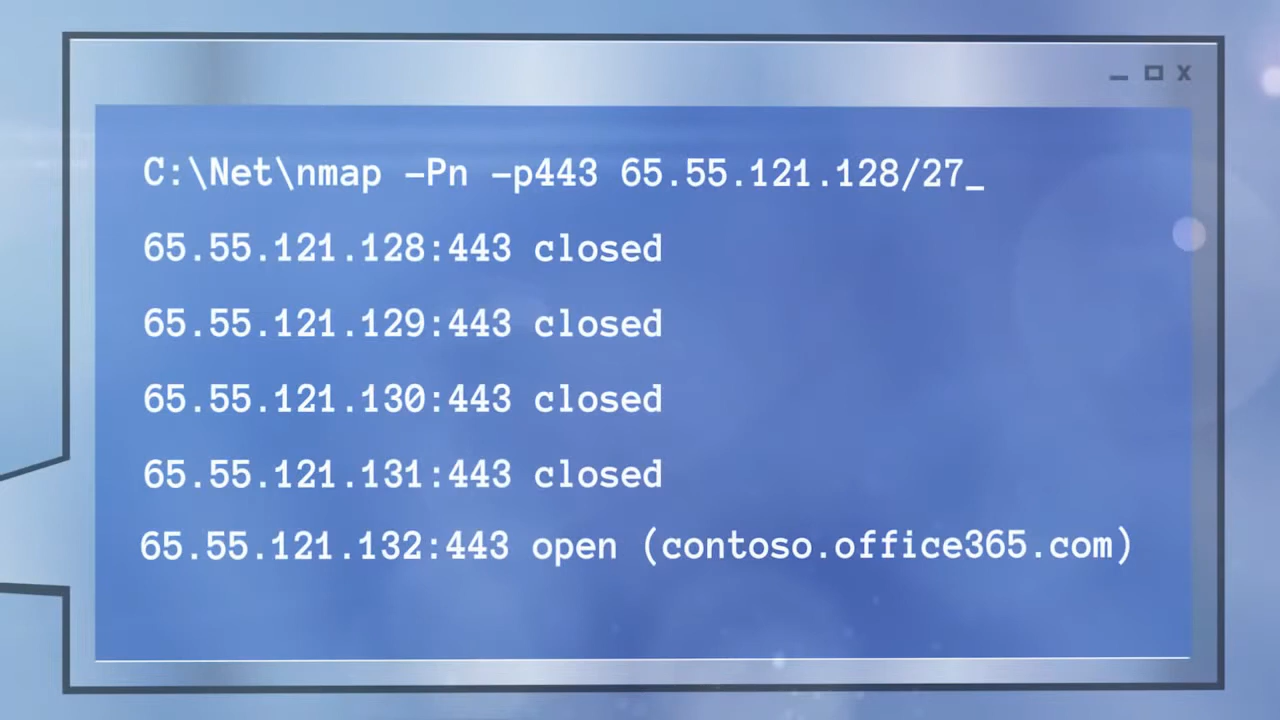 C:\Net\nmap -Pn -p443 65.55.121.128/27_
65.55.121.128:443 closed
65.55.121.129:443 closed
65.55.121.130:443 closed
65.55.121.131:443 closed
65.55.121.132:443 open (contoso.office365.com)